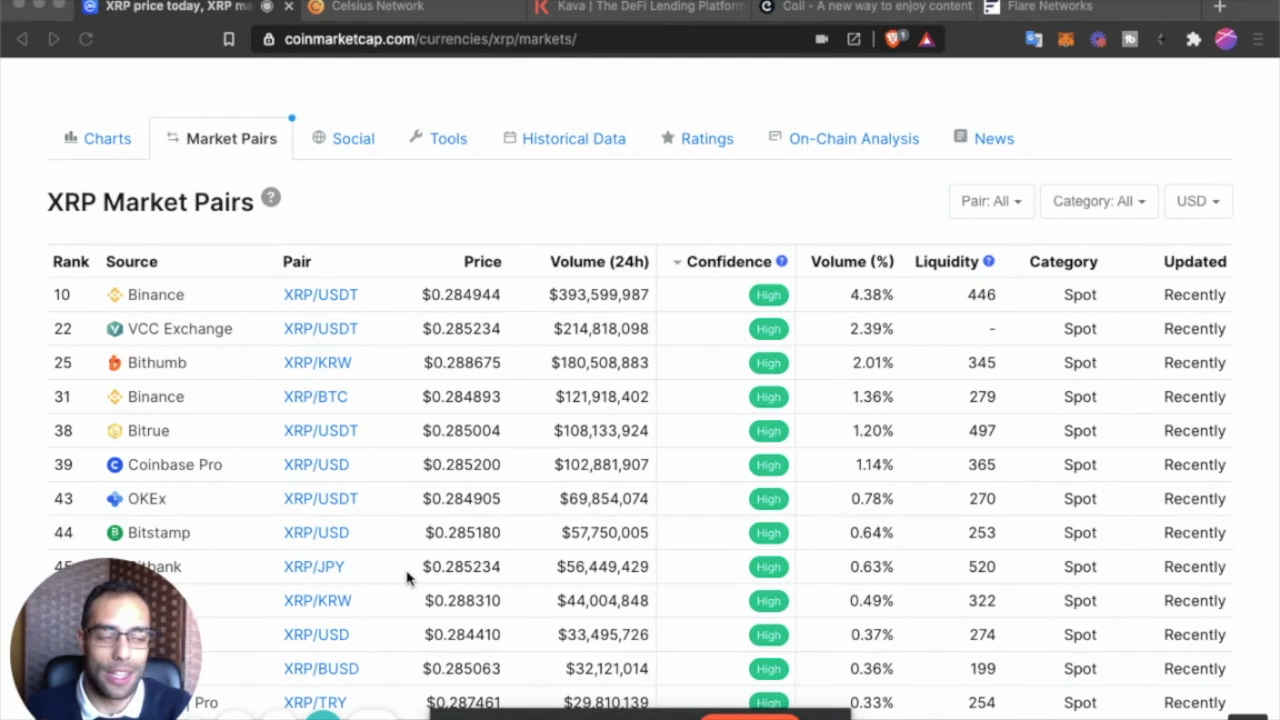 XRP price today, XRP ma
Celsius Network
Kava | The DeFi Lending Platform
Coil - A new way to enjoy content
Flare Networks
coinmarketcap.com/currencies/xrp/markets/
Charts
Market Pairs
Social
Tools
Historical Data
Ratings
On-Chain Analysis
News
XRP Market Pairs ?
Pair: All
Category: All
USD
Rank Source Pair Price Volume (24h) Confidence ? Volume (%) Liquidity ? Category Updated
10 Binance XRP/USDT $0.284944 $393,599,987 High 4.38% 446 Spot Recently
22 VCC Exchange XRP/USDT $0.285234 $214,818,098 High 2.39% - Spot Recently
25 Bithumb XRP/KRW $0.288675 $180,508,883 High 2.01% 345 Spot Recently
31 Binance XRP/BTC $0.284893 $121,918,402 High 1.36% 279 Spot Recently
38 Bitrue XRP/USDT $0.285004 $108,133,924 High 1.20% 497 Spot Recently
39 Coinbase Pro XRP/USD $0.285200 $102,881,907 High 1.14% 365 Spot Recently
43 OKEx XRP/USDT $0.284905 $69,854,074 High 0.78% 270 Spot Recently
44 Bitstamp XRP/USD $0.285180 $57,750,005 High 0.64% 253 Spot Recently
45 itbank XRP/JPY $0.285234 $56,449,429 High 0.63% 520 Spot Recently
XRP/KRW $0.288310 $44,004,848 High 0.49% 322 Spot Recently
XRP/USD $0.284410 $33,495,726 High 0.37% 274 Spot Recently
XRP/BUSD $0.285063 $32,121,014 High 0.36% 199 Spot Recently
Pro XRP/TRY $0.287461 $29,810,139 High 0.33% 254 Spot Recently